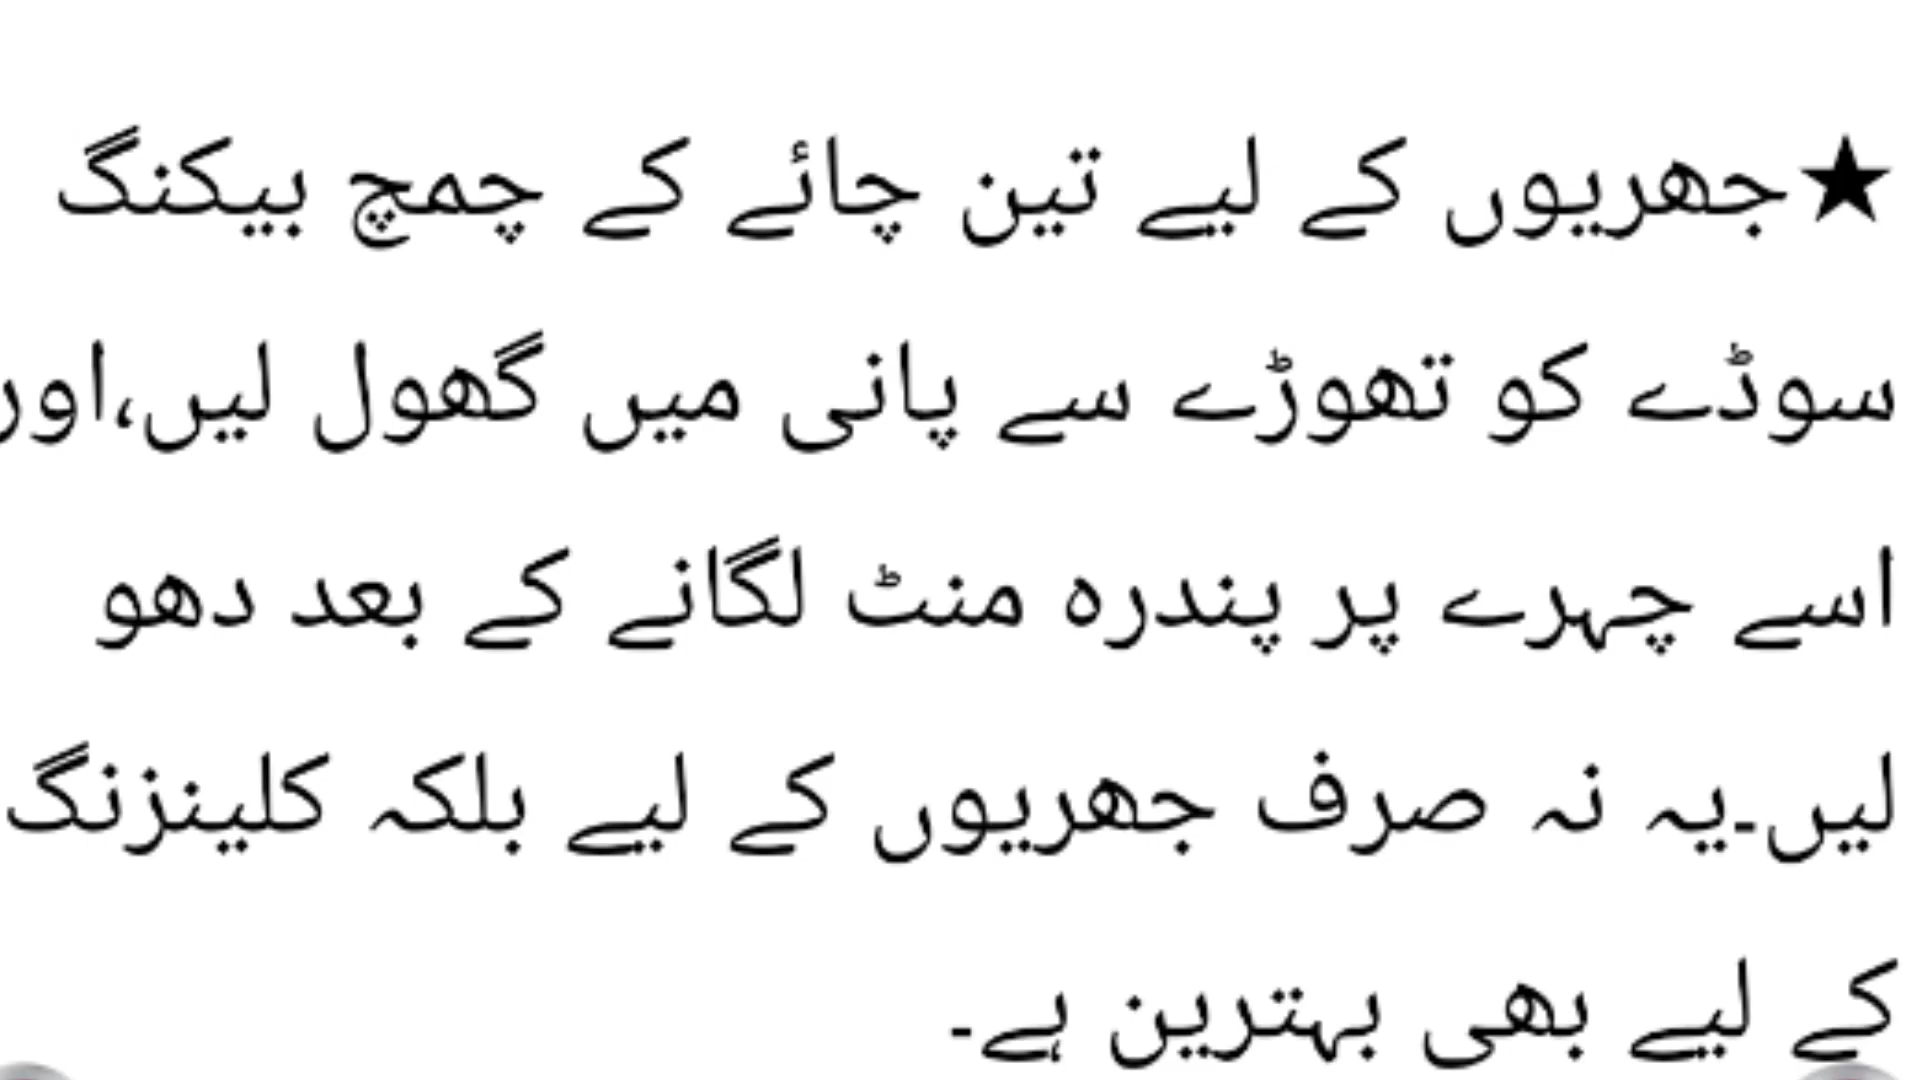 ★جھریوں کے لیے تین چائے کے چمچ بیکنگ
سوڈے کو تھوڑے سے پانی میں گھول لیں،اور
اسے چہرے پر پندرہ منٹ لگانے کے بعد دھو
لیں۔یہ نہ صرف جھریوں کے لیے بلکہ کلینزنگ
کے لیے بھی بہترین ہے۔